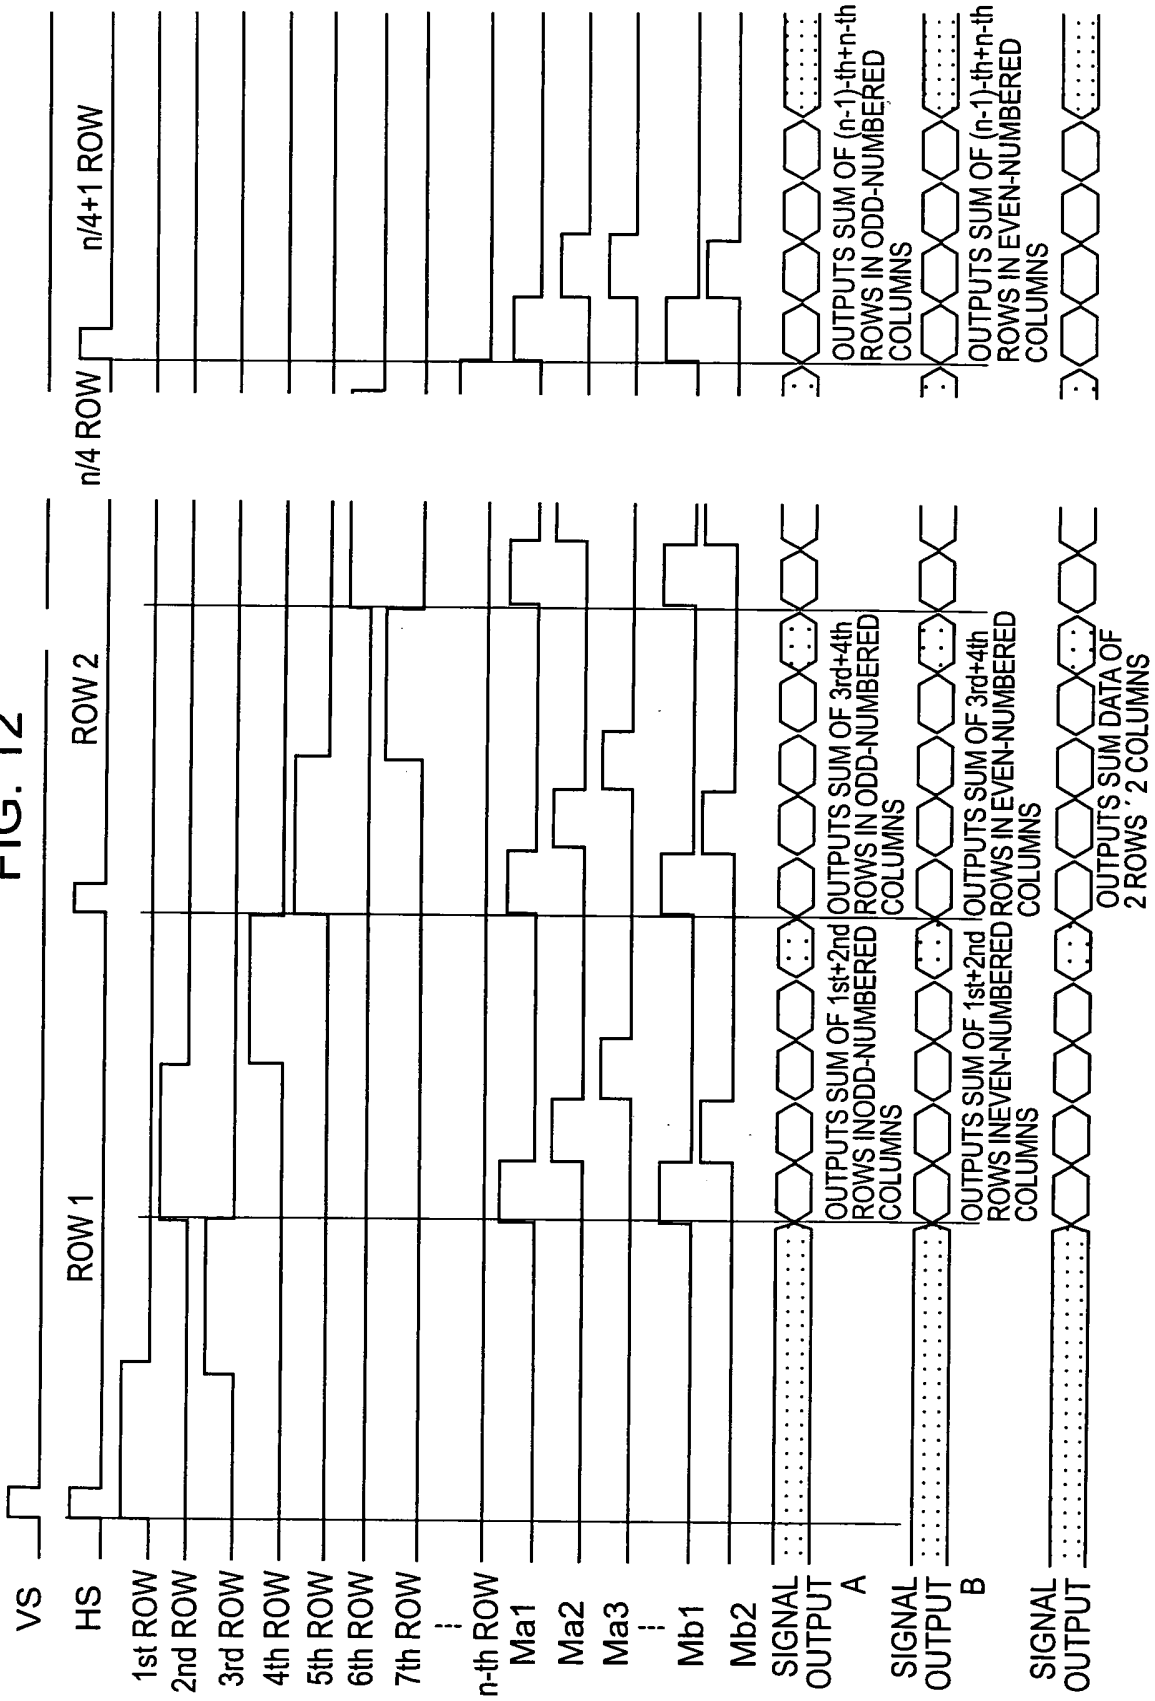 FIG. 12
VS
HS
ROW 1
ROW 2
n/4 ROW
n/4+1 ROW
1st ROW
2nd ROW
3rd ROW
4th ROW
5th ROW
6th ROW
7th ROW
n-th ROW
Ma1
Ma2
Ma3
Mb1
Mb2
SIGNAL
OUTPUT
A
OUTPUTS SUM OF 1st+2nd
ROWS INODD-NUMBERED
COLUMNS
OUTPUTS SUM OF 3rd+4th
ROWS IN ODD-NUMBERED
COLUMNS
OUTPUTS SUM OF (n-1)-th+n-th
ROWS IN ODD-NUMBERED
COLUMNS
SIGNAL
OUTPUT
B
OUTPUTS SUM OF 1st+2nd
ROWS INEVEN-NUMBERED
COLUMNS
OUTPUTS SUM OF 3rd+4th
ROWS IN EVEN-NUMBERED
COLUMNS
OUTPUTS SUM OF (n-1)-th+n-th
ROWS IN EVEN-NUMBERED
COLUMNS
SIGNAL
OUTPUT
OUTPUTS SUM DATA OF
2 ROWS ´ 2 COLUMNS